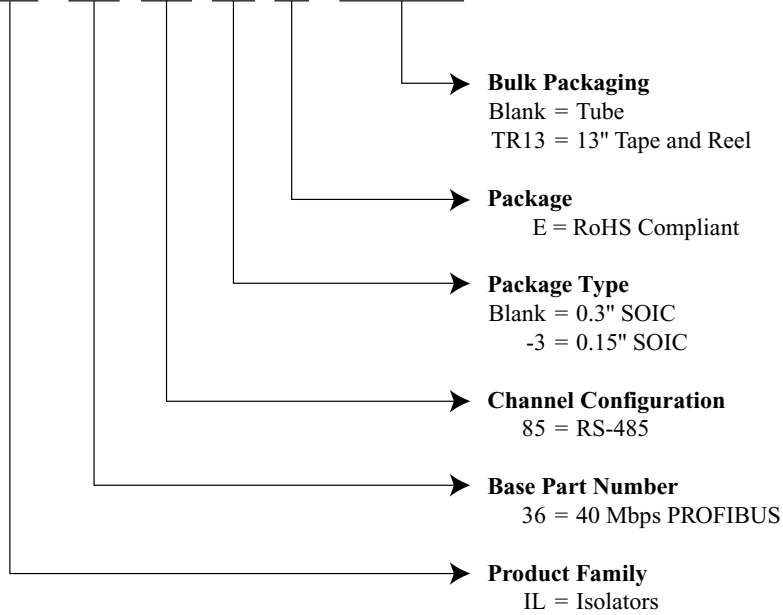 Bulk Packaging
Blank = Tube
TR13 = 13" Tape and Reel
Package
E = RoHS Compliant
Package Type
Blank = 0.3" SOIC
-3 = 0.15" SOIC
Channel Configuration
85 = RS-485
Base Part Number
36 = 40 Mbps PROFIBUS
Product Family
IL = Isolators